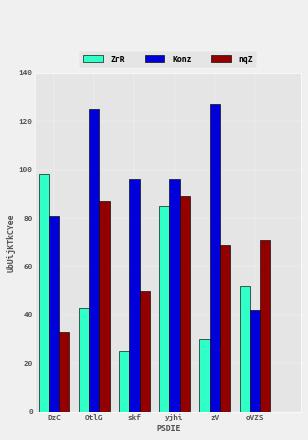 ZrR Konz nqZ
140
120
100
80
60
40
20
0
UbUijKTkCYee
DzC OtlG skf yjhi zV oVZS
PSDIE